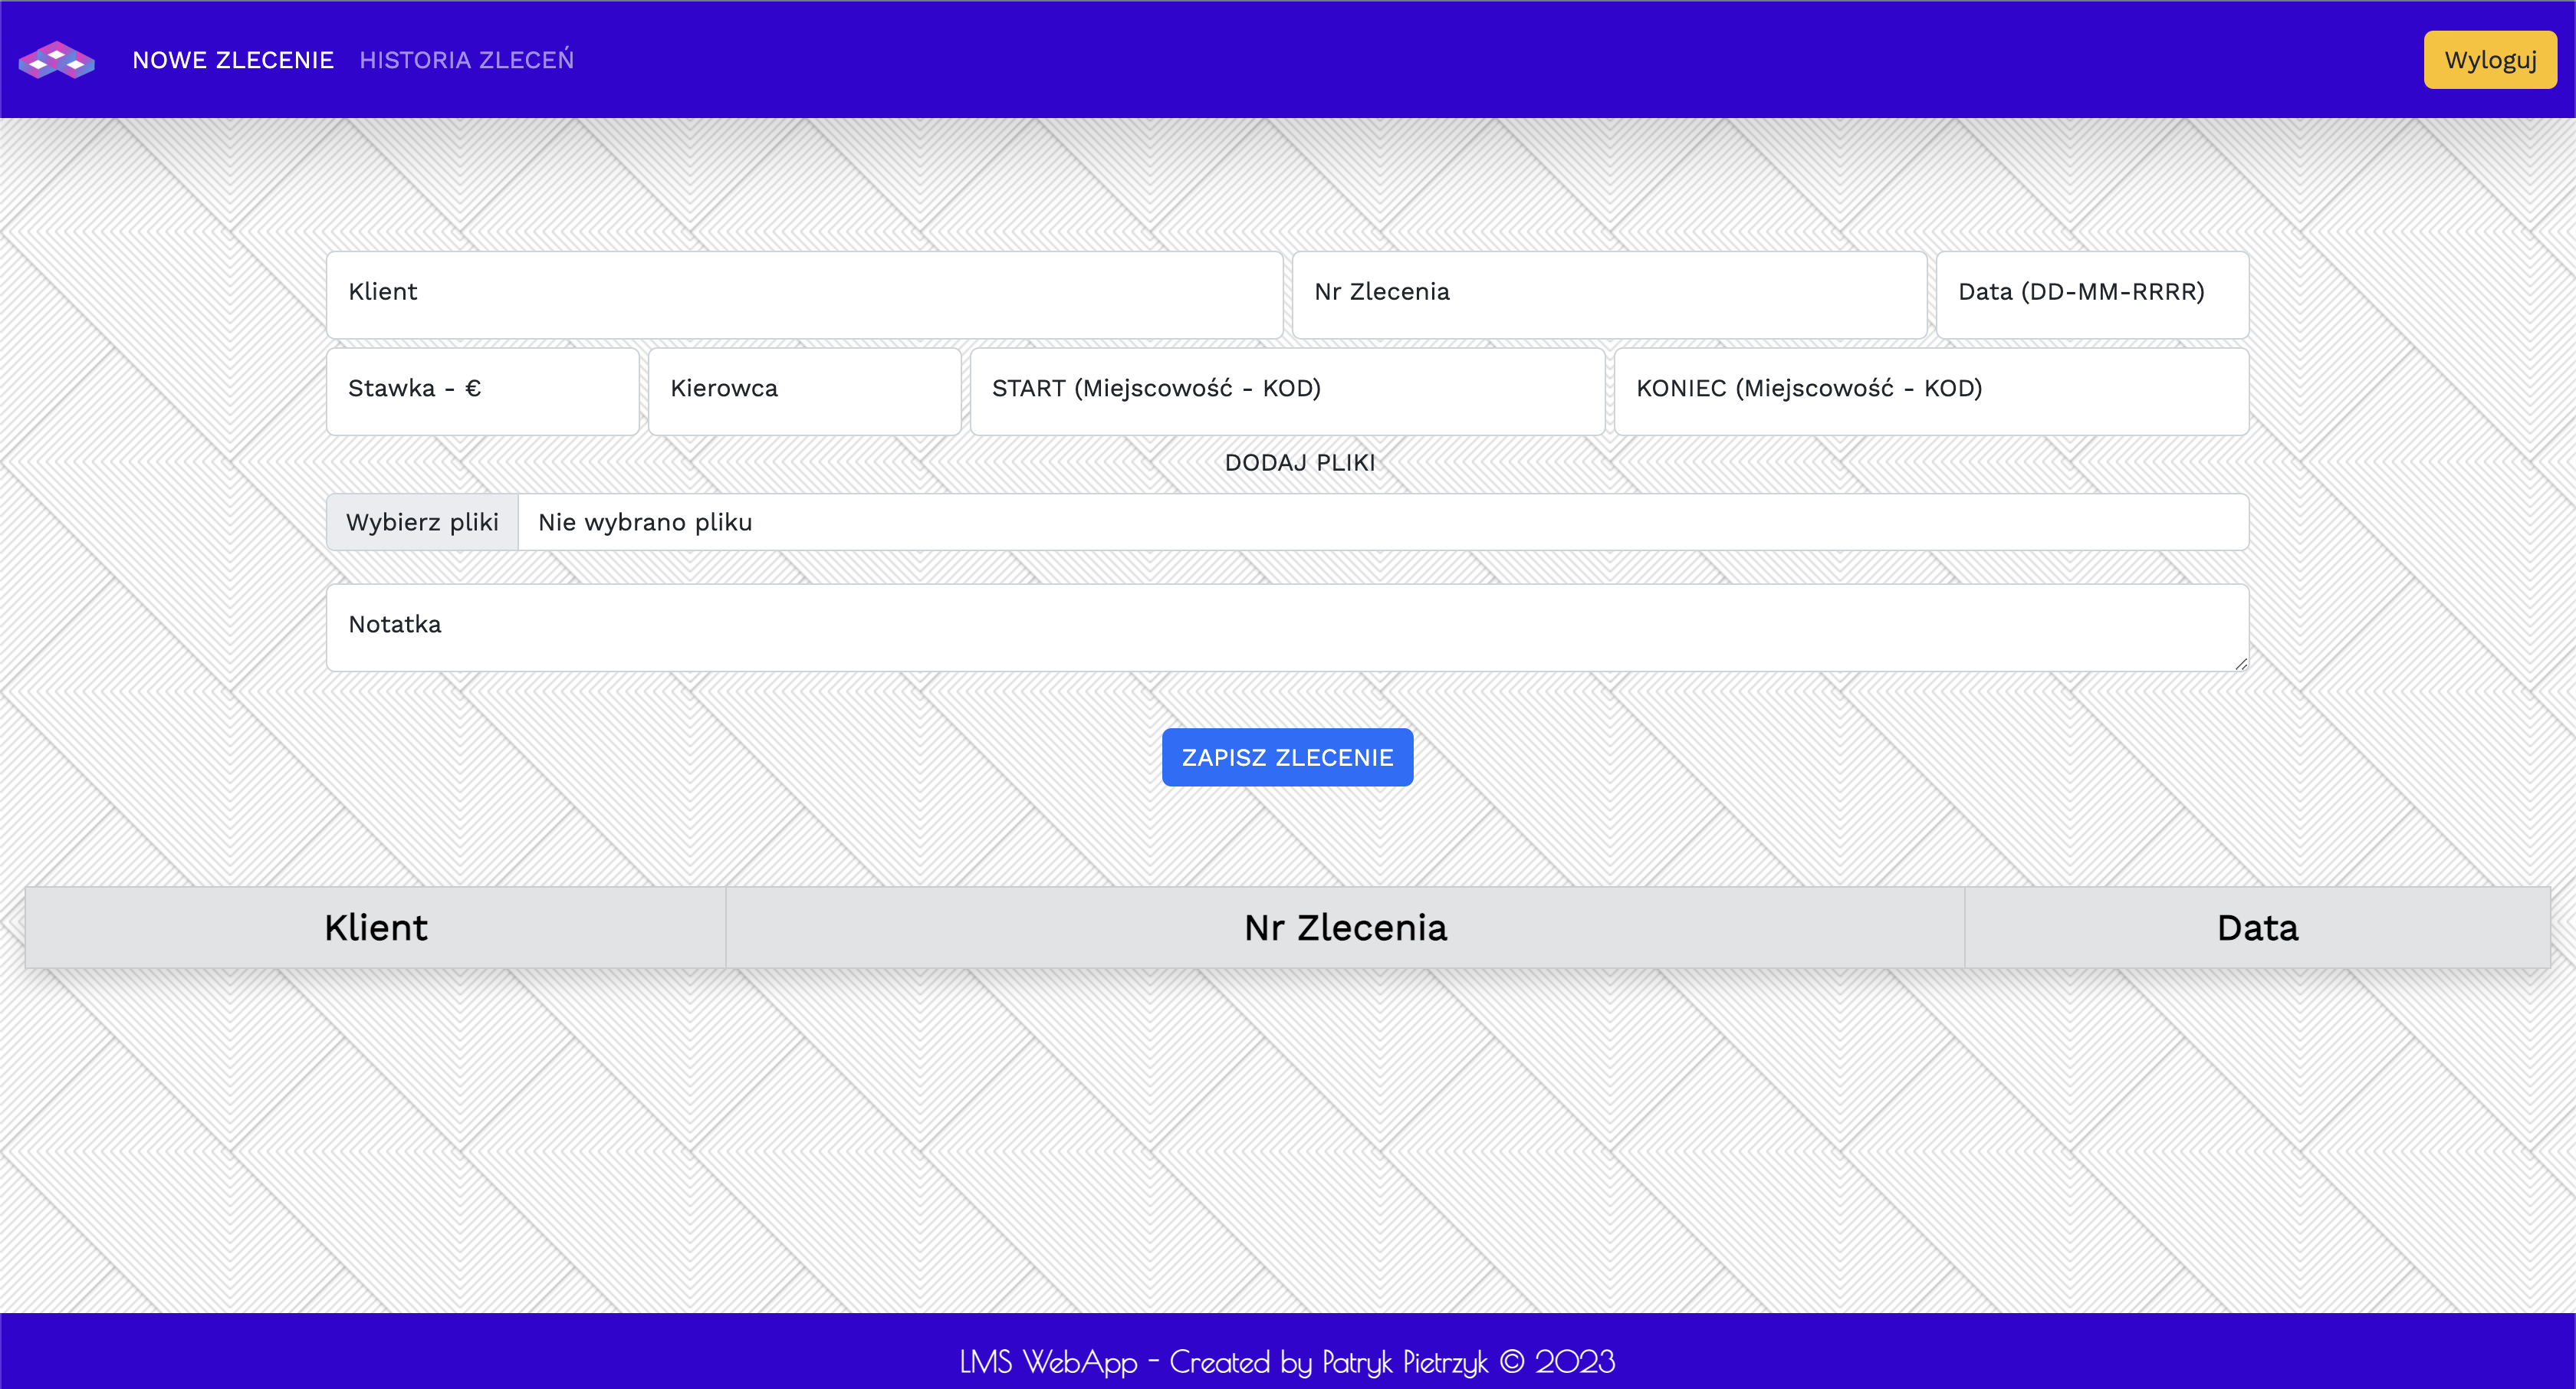 NOWE ZLECENIE HISTORIA ZLECEŃ Wyloguj
Klient Nr Zlecenia Data (DD-MM-RRRR)
Stawka - € Kierowca START (Miejscowość - KOD) KONIEC (Miejscowość - KOD)
DODAJ PLIKI
Wybierz pliki Nie wybrano pliku
Notatka
ZAPISZ ZLECENIE
Klient Nr Zlecenia Data
LMS WebApp - Created by Patryk Pietrzyk © 2023